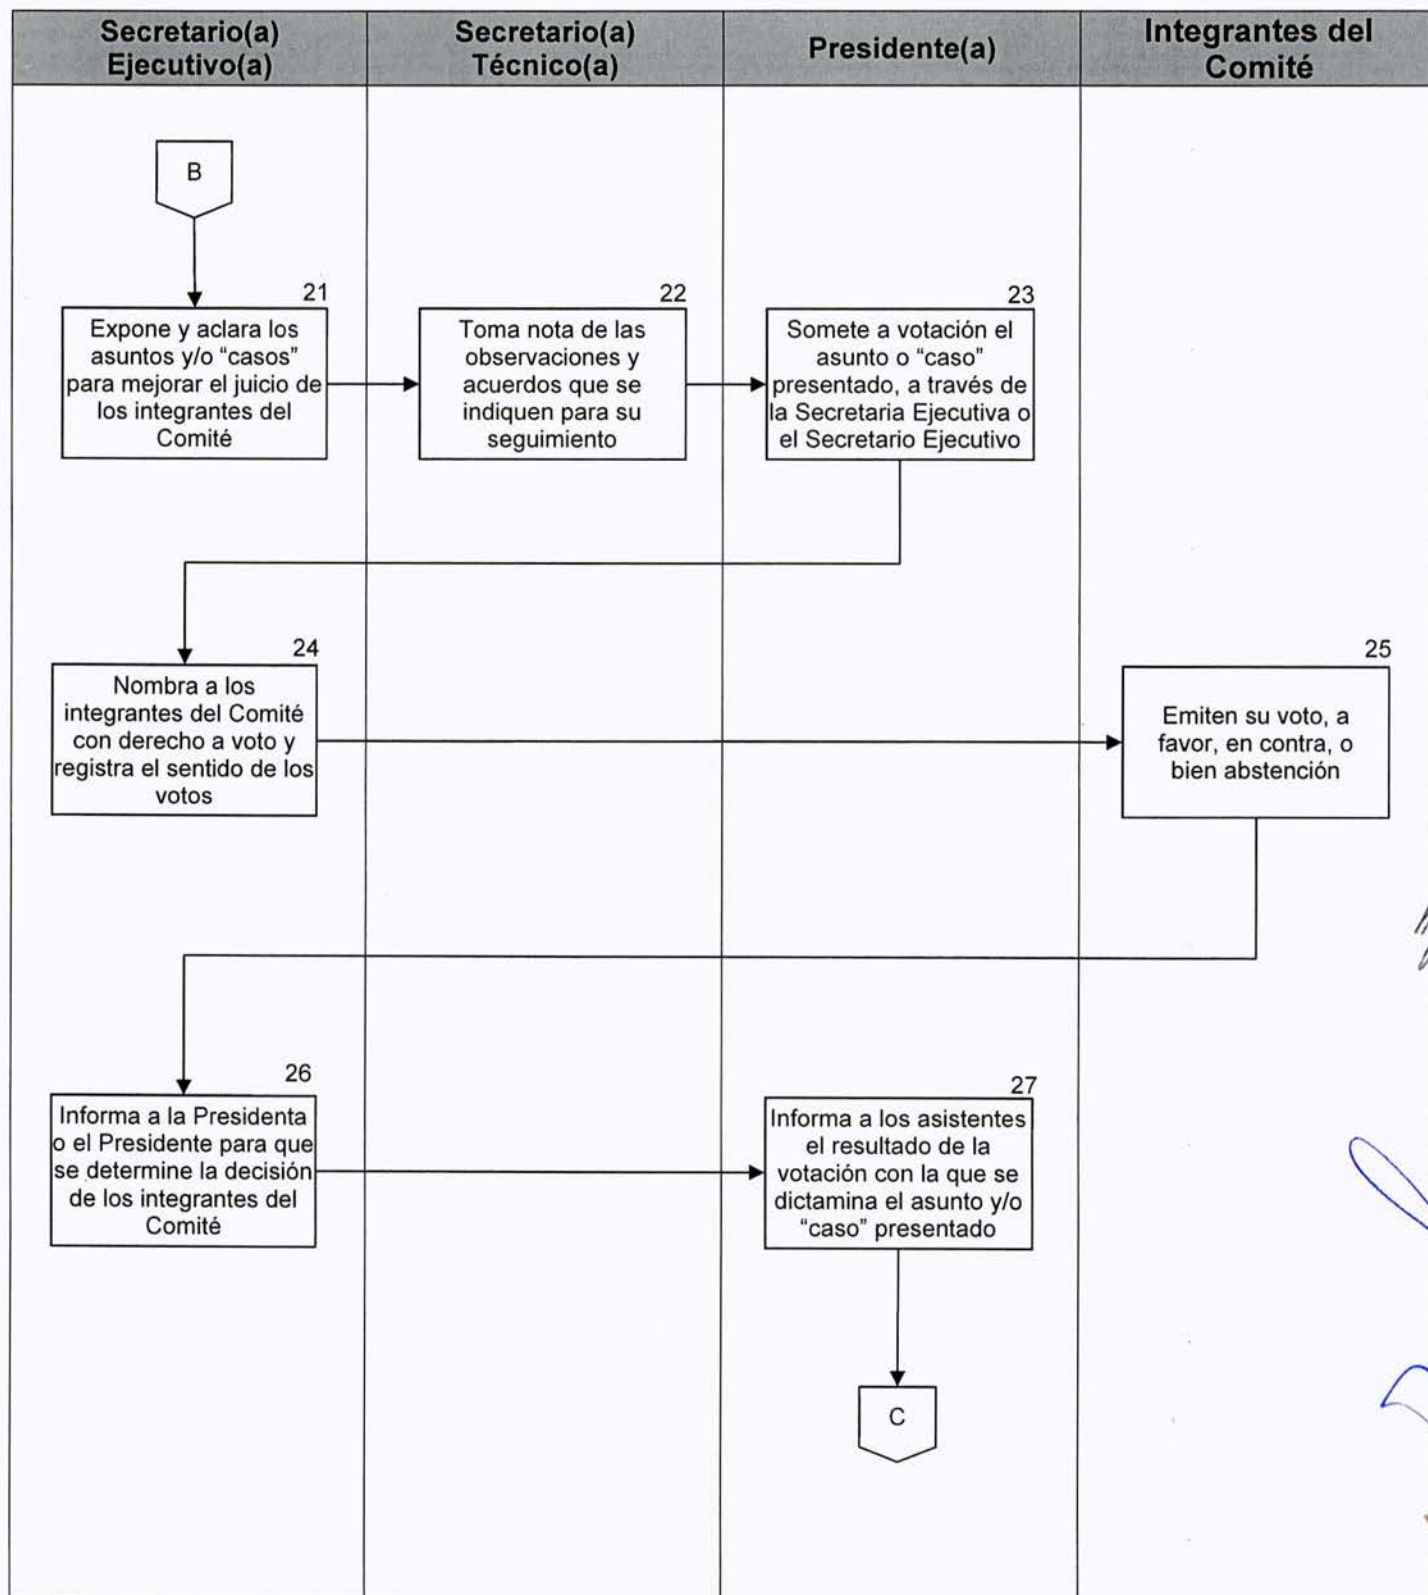 Secretario(a)
Ejecutivo(a)
Secretario(a)
Técnico(a)
Presidente(a)
Integrantes del
Comité
B
21
Expone y aclara los
asuntos y/o “casos”
para mejorar el juicio de
los integrantes del
Comité
22
Toma nota de las
observaciones y
acuerdos que se
indiquen para su
seguimiento
23
Somete a votación el
asunto o “caso”
presentado, a través de
la Secretaria Ejecutiva o
el Secretario Ejecutivo
24
Nombra a los
integrantes del Comité
con derecho a voto y
registra el sentido de los
votos
25
Emiten su voto, a
favor, en contra, o
bien abstención
26
Informa a la Presidenta
o el Presidente para que
se determine la decisión
de los integrantes del
Comité
27
Informa a los asistentes
el resultado de la
votación con la que se
dictamina el asunto y/o
“caso” presentado
C